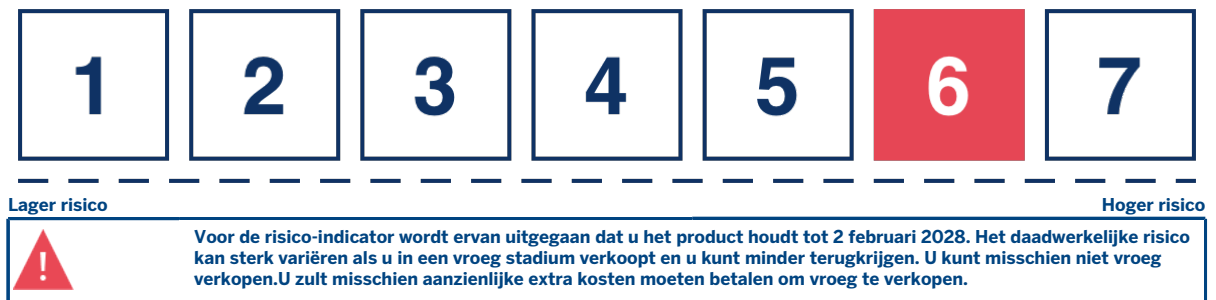 1 2 3 4 5 6 7
Lager risico Hoger risico
Voor de risico-indicator wordt ervan uitgegaan dat u het product houdt tot 2 februari 2028. Het daadwerkelijke risico
kan sterk variëren als u in een vroeg stadium verkoopt en u kunt minder terugkrijgen. U kunt misschien niet vroeg
verkopen.U zult misschien aanzienlijke extra kosten moeten betalen om vroeg te verkopen.
!